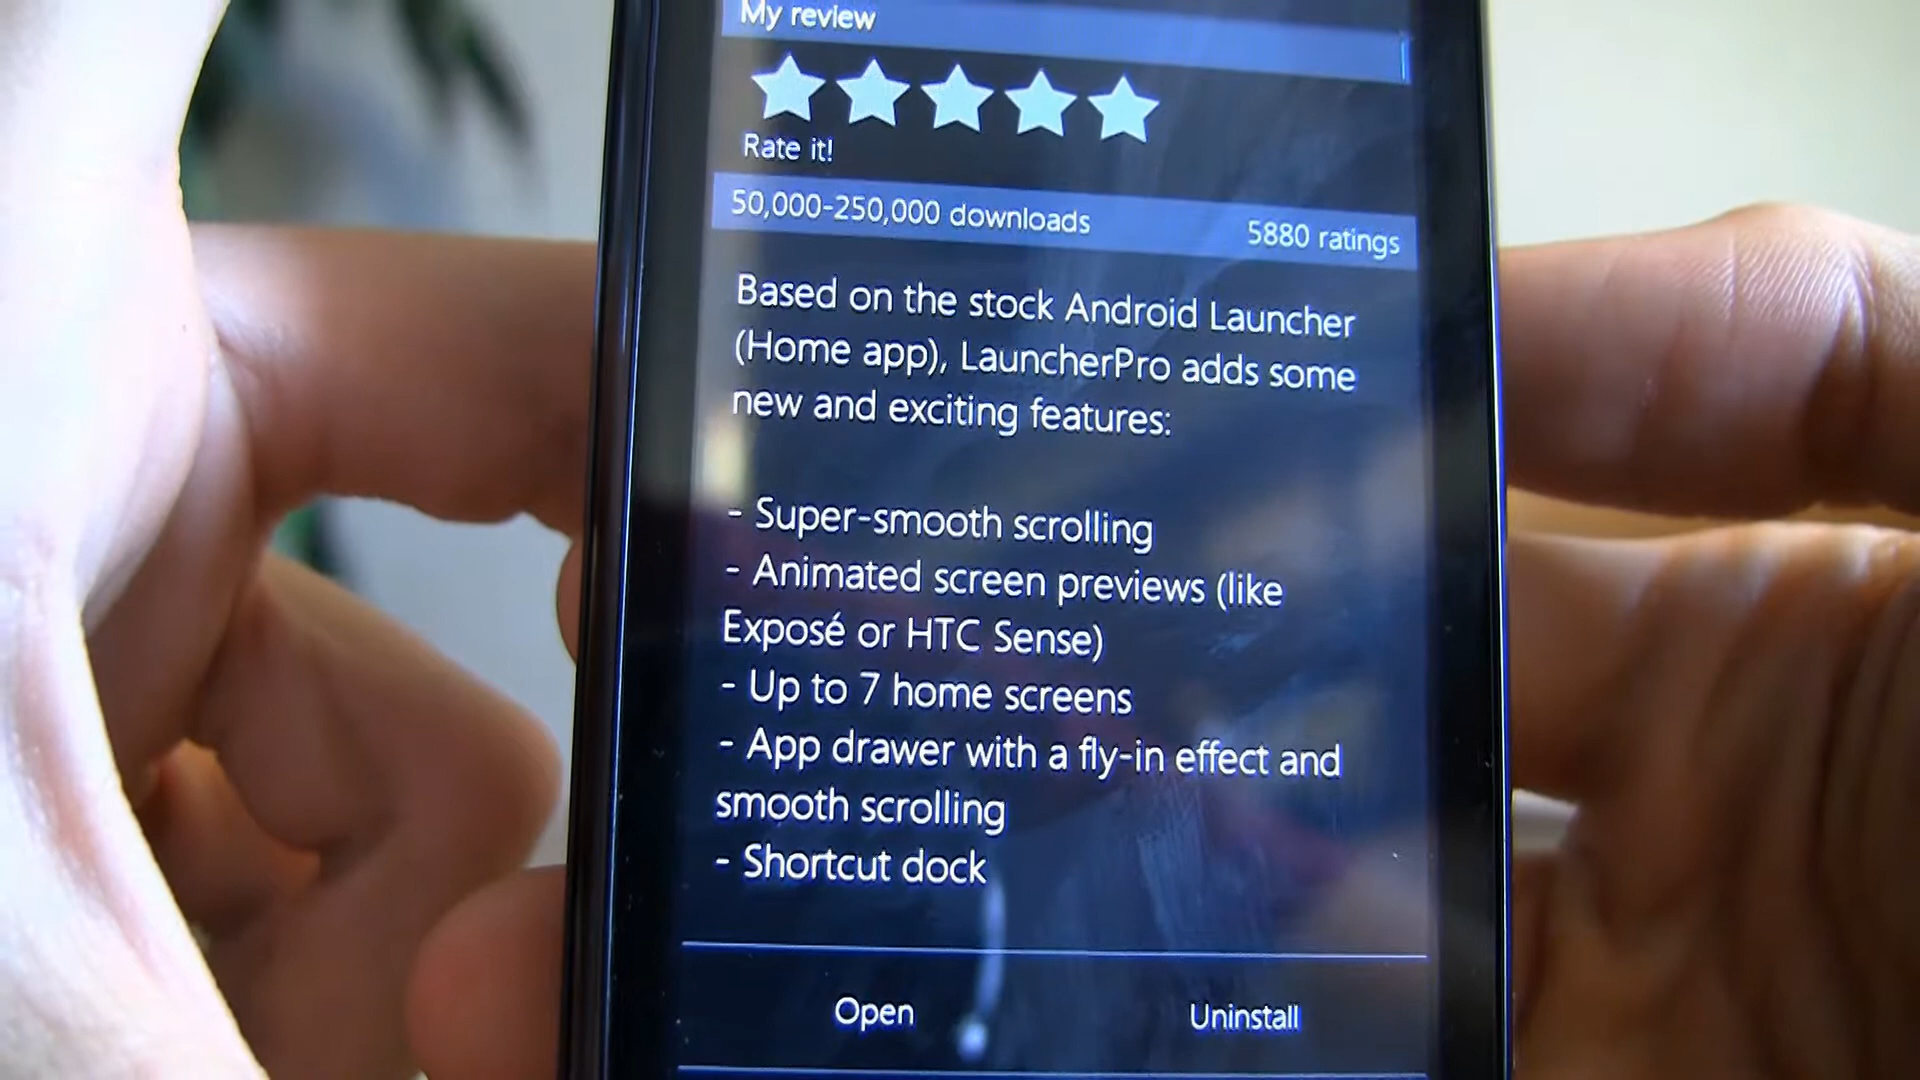 My review
Rate it!
50,000-250,000 downloads 5880 ratings
Based on the stock Android Launcher
(Home app), LauncherPro adds some
new and exciting features:
- Super-smooth scrolling
- Animated screen previews (like
Exposé or HTC Sense)
- Up to 7 home screens
- App drawer with a fly-in effect and
smooth scrolling
- Shortcut dock
Open Uninstall